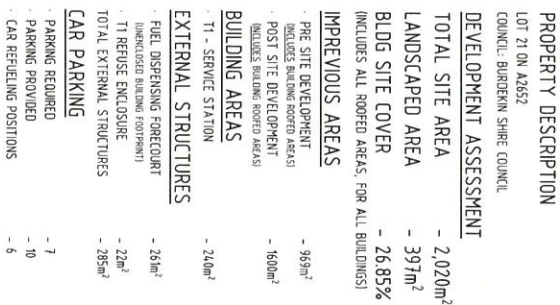 PROPERTY DESCRIPTION
LOT 21 ON A2652
COUNCIL: BURDEKIN SHIRE COUNCIL
DEVELOPMENT ASSESSMENT
TOTAL SITE AREA - 2,020m²
LANDSCAPED AREA - 397m²
BLDG SITE COVER - 26.85%
(INCLUDES ALL ROOFED AREAS, FOR ALL BUILDINGS)
IMPREVIOUS AREAS
· PRE SITE DEVELOPMENT - 969m²
(INCLUDES BUILDING ROOFED AREAS)
· POST SITE DEVELOPMENT - 1600m²
(INCLUDES BUILDING ROOFED AREAS)
BUILDING AREAS
· T1 - SERVICE STATION - 240m²
EXTERNAL STRUCTURES
· FUEL DISPENSING FORECOURT - 261m²
(UNENCLOSED BUILDING FOOTPRINT)
· T1 REFUSE ENCLOSURE - 22m²
TOTAL EXTERNAL STRUCTURES - 285m²
CAR PARKING
· PARKING REQUIRED - 7
· PARKING PROVIDED - 10
· CAR REFUELING POSITIONS - 6